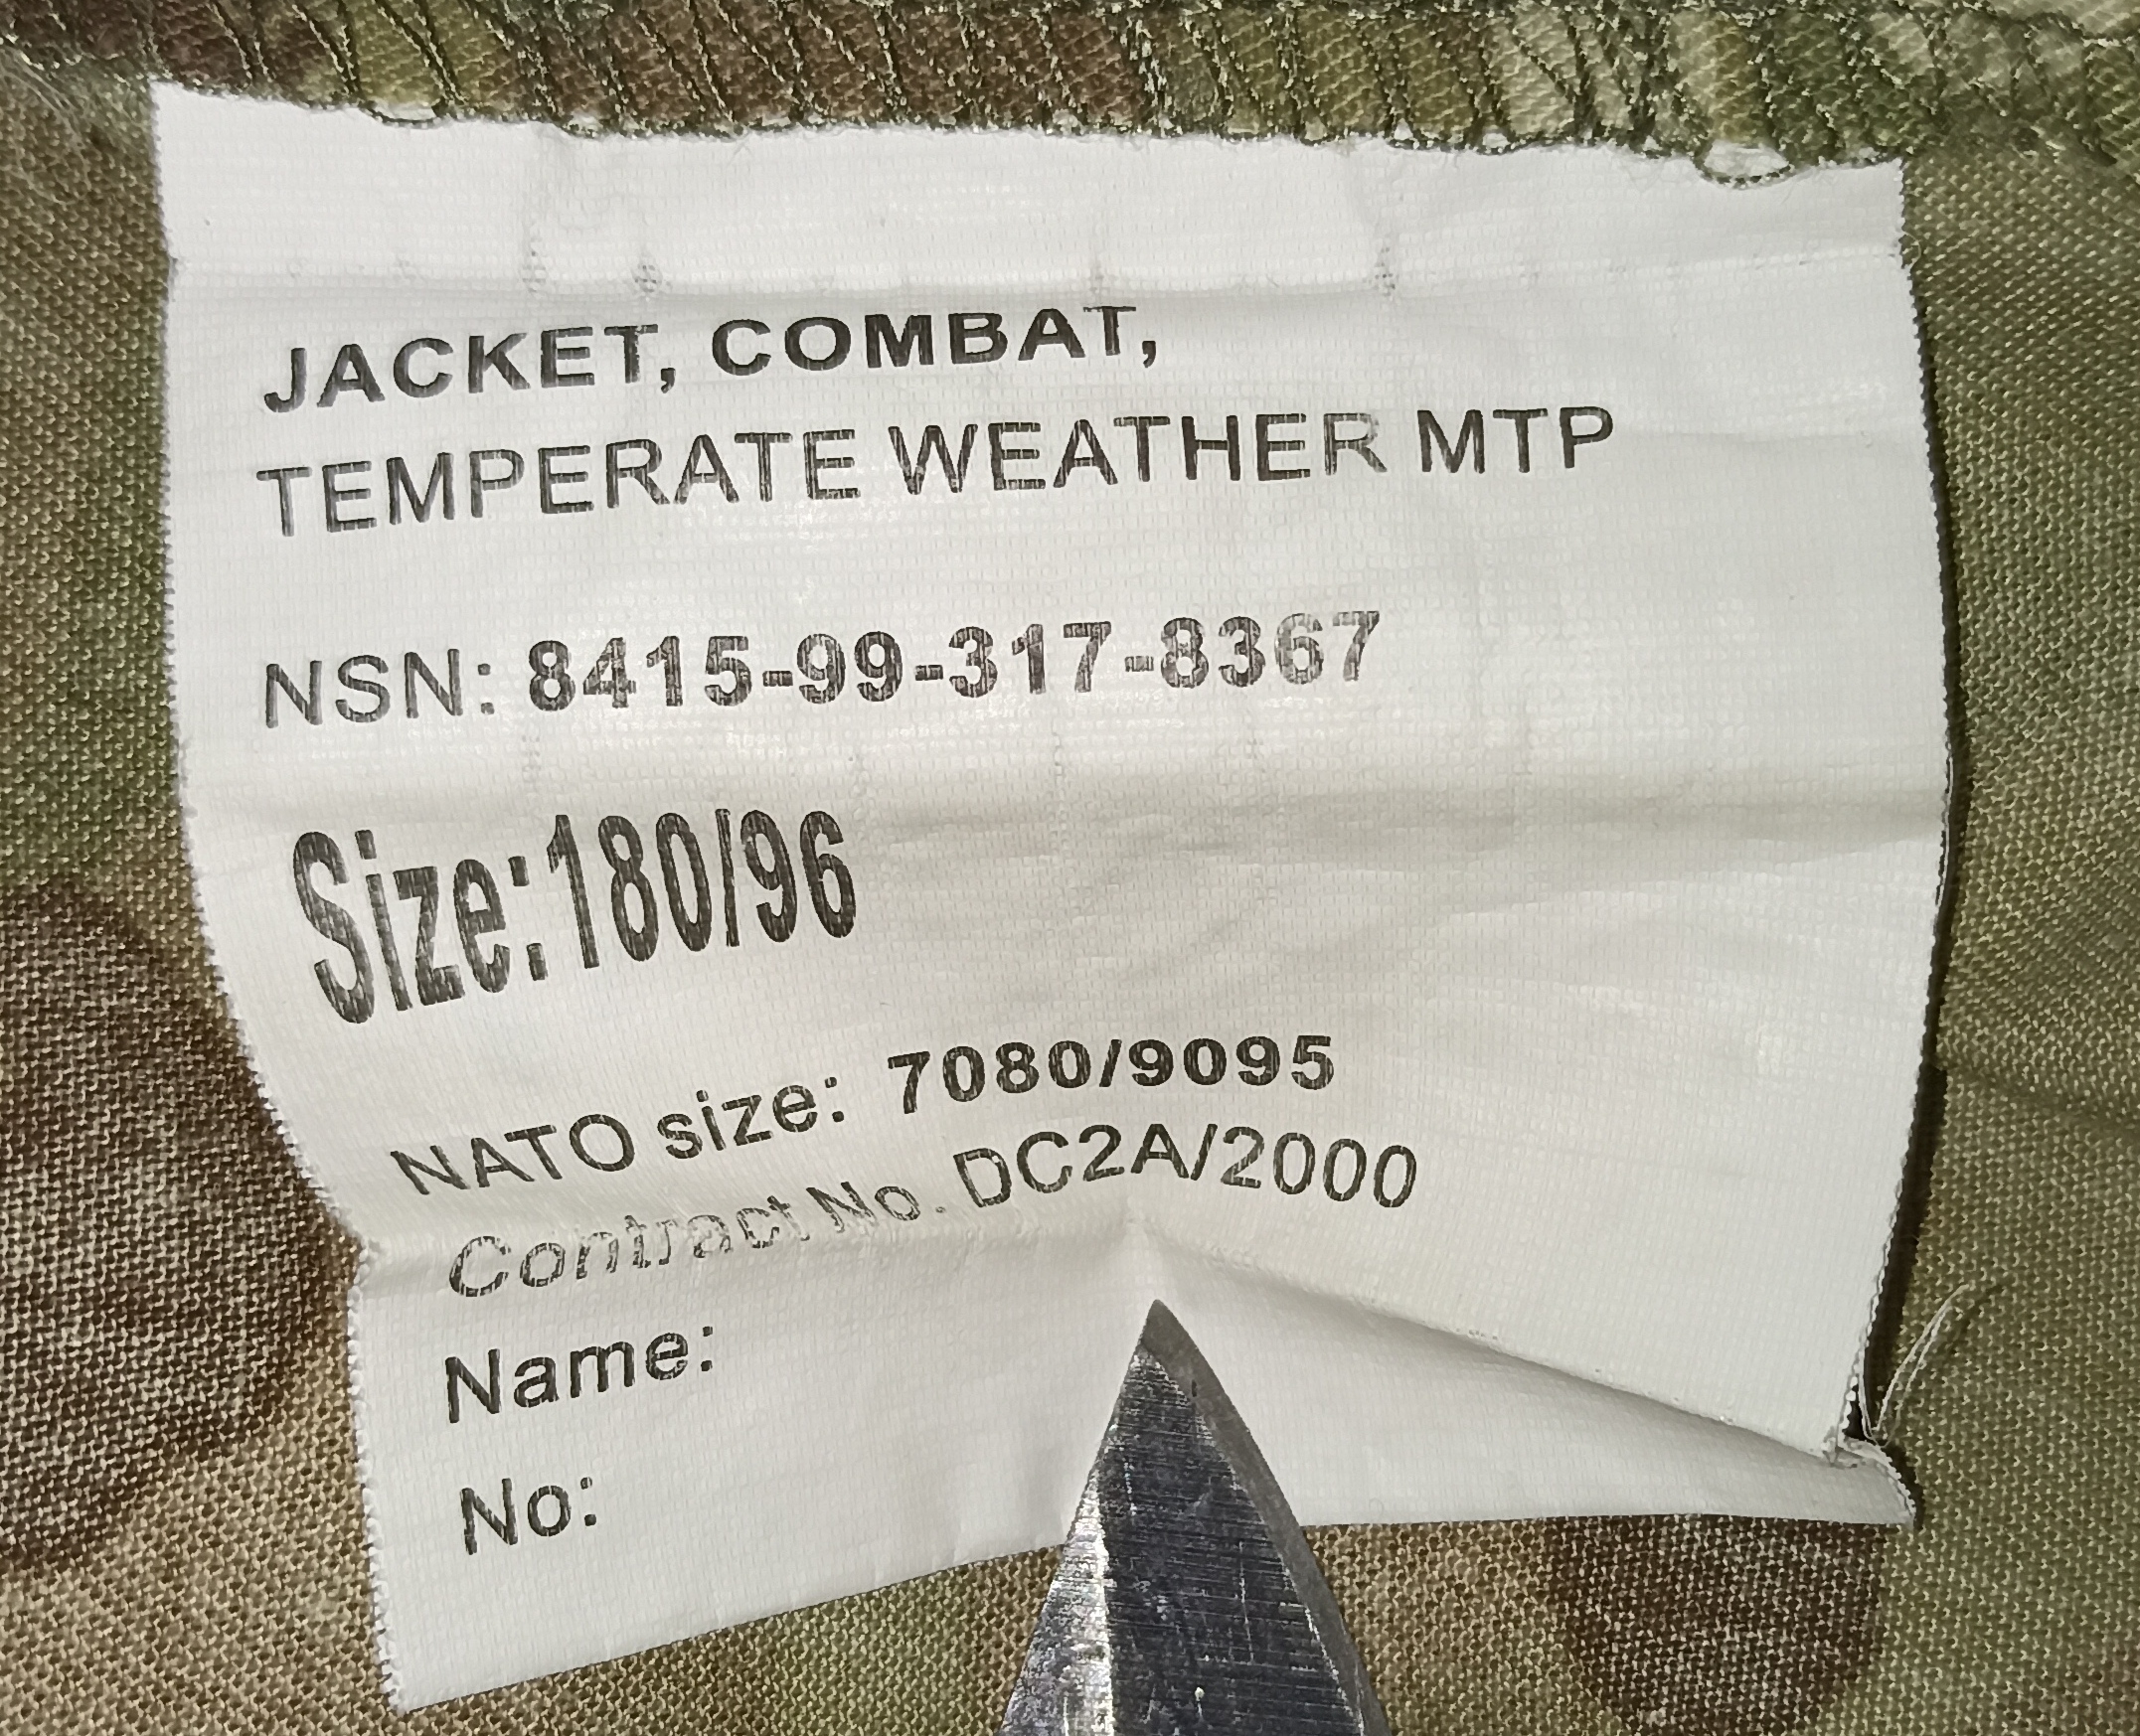 JACKET, COMBAT,
TEMPERATE WEATHER MTP
NSN: 8415-99-317-8367
Size:180/96
NATO size: 7080/9095
Contract No. DC2A/2000
Name:
No: